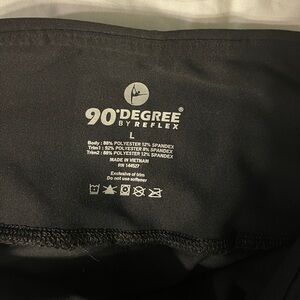 90°DEGREE®
BY REFLEX
L
Body : 88% POLYESTER 12% SPANDEX
Trim1 : 92% POLYESTER 8% SPANDEX
Trim2 : 88% POLYESTER 12% SPANDEX
MADE IN VIETNAM
RN 144527
Exclusive of trim
Do not use softener